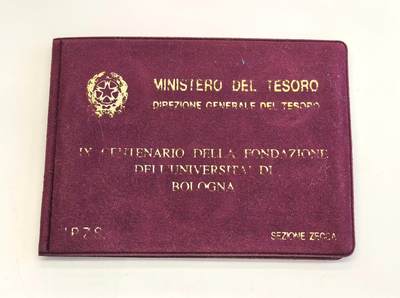 MINISTERO DEL TESORO
DIREZIONE GENERALE DEL TESORO
IX CENTENARIO DELLA FONDAZIONE
DELL'UNIVERSITA' DI
BOLOGNA
I.P.Z.S.
SEZIONE ZECCA